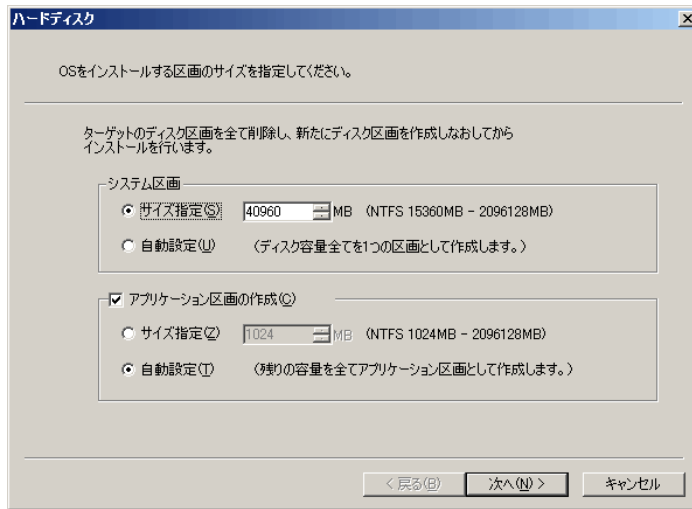 ハードディスク
OSをインストールする区画のサイズを指定してください。
ターゲットのディスク区画を全て削除し、新たにディスク区画を作成しなおしてから
インストールを行います。
システム区画
サイズ指定(S) 40960 MB (NTFS 15360MB - 2096128MB)
自動設定(U) (ディスク容量全てを1つの区画として作成します。)
アプリケーション区画の作成(C)
サイズ指定(Z) 1024 MB (NTFS 1024MB - 2096128MB)
自動設定(T) (残りの容量を全てアプリケーション区画として作成します。)
< 戻る(B) 次へ(N) > キャンセル